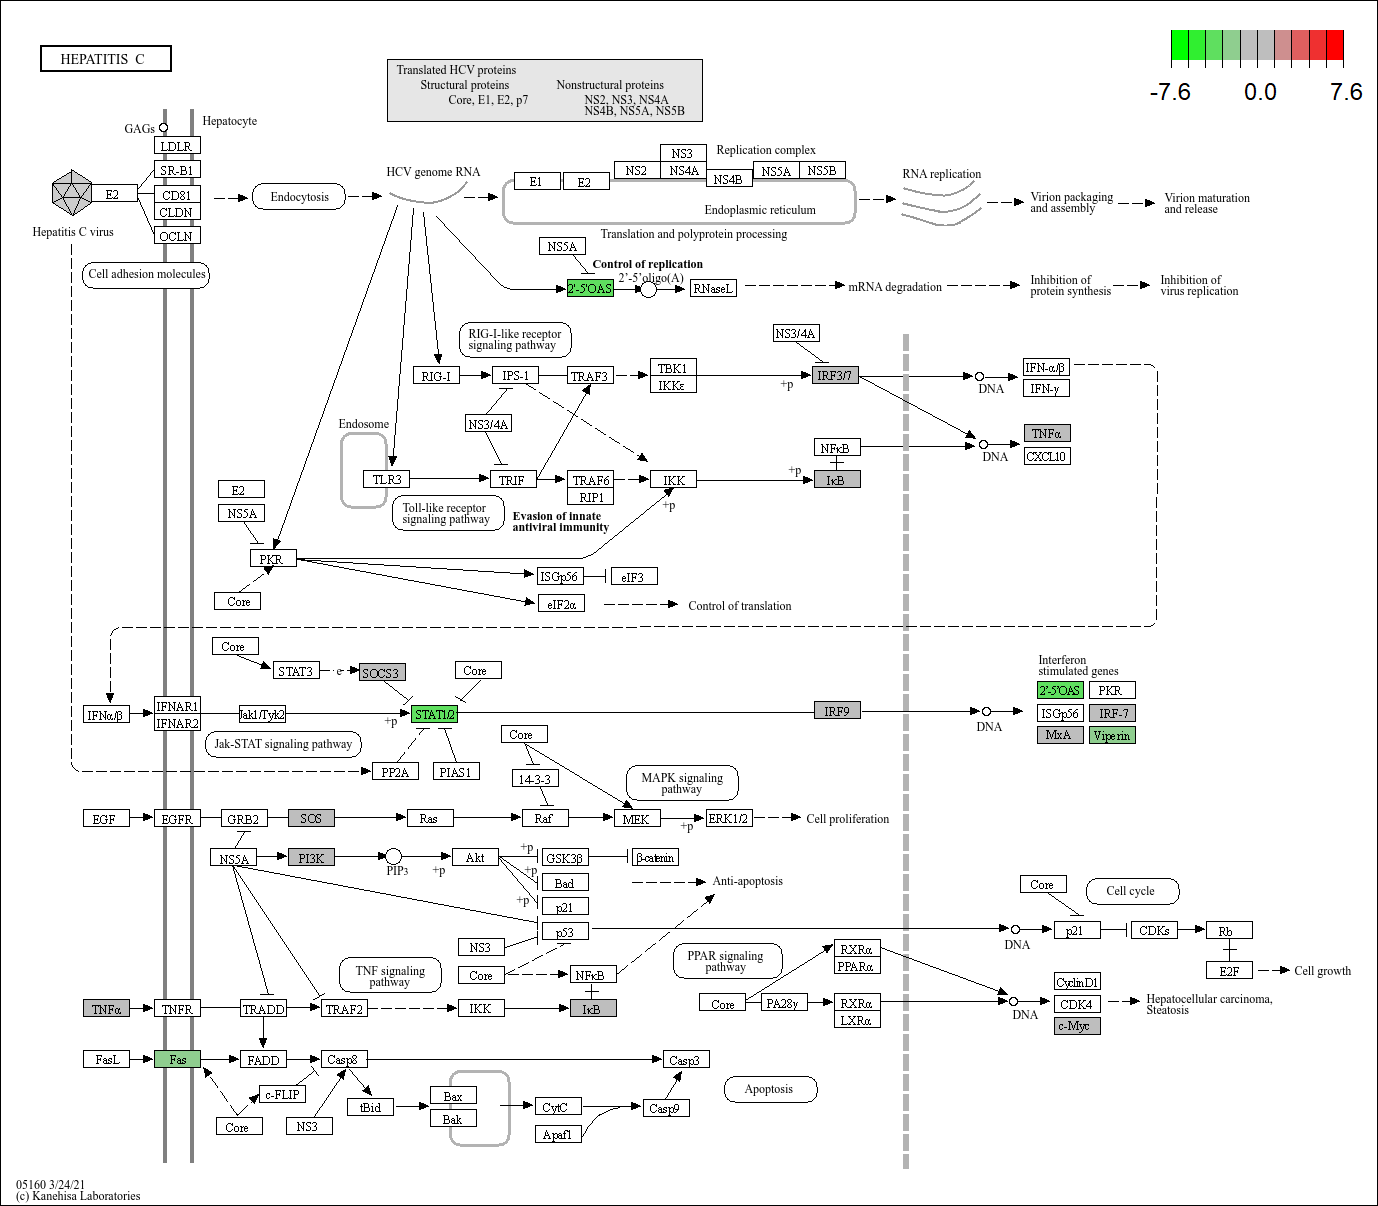 HEPATITIS C
-7.6 0.0 7.6
Translated HCV proteins
Structural proteins Nonstructural proteins
Core, E1, E2, p7 NS2, NS3, NS4A
NS4B, NS5A, NS5B
GAGs
Hepatocyte
LDLR
SR-B1
CD81
CLDN
OCLN
E2
Hepatitis C virus
Cell adhesion molecules
Endocytosis
HCV genome RNA
E1
E2
NS2
NS3
NS4A
NS4B
NS5A
NS5B
Replication complex
Endoplasmic reticulum
Translation and polyprotein processing
RNA replication
Virion packaging
and assembly
Virion maturation
and release
NS5A
Control of replication
2'-5'oligo(A)
2'-5'OAS
RNaseL
mRNA degradation
Inhibition of
protein synthesis
Inhibition of
virus replication
RIG-I-like receptor
signaling pathway
NS3/4A
RIG-I
IPS-1
TRAF3
TBK1
IKKε
+p
IRF3/7
DNA
IFN-α/β
IFN-γ
Endosome
NS3/4A
TNFα
CXCL10
DNA
NFκB
IκB
+p
TLR3
TRIF
TRAF6
RIP1
IKK
+p
Toll-like receptor
signaling pathway
Evasion of innate
antiviral immunity
E2
NS5A
PKR
Core
ISGp56
eIF3
eIF2α
Control of translation
Core
STAT3
e
SOCS3
Core
IFNα/β
IFNAR1
IFNAR2
Jak1/Tyk2
+p
STAT1/2
IRF9
DNA
Interferon
stimulated genes
2'-5'OAS
PKR
ISGp56
IRF-7
MxA
Viperin
Jak-STAT signaling pathway
PP2A
PIAS1
Core
14-3-3
MAPK signaling
pathway
EGF
EGFR
GRB2
SOS
Ras
Raf
MEK
+p
ERK1/2
Cell proliferation
NS5A
PI3K
PIP3
+p
Akt
+p
+p
+p
GSK3β
β-catenin
Bad
p21
p53
Anti-apoptosis
NS3
Core
NFκB
IκB
Core
Cell cycle
DNA
p21
CDKs
Rb
E2F
Cell growth
TNF signaling
pathway
PPAR signaling
pathway
RXRα
PPARα
Core
PA28γ
RXRα
LXRα
DNA
CyclinD1
CDK4
c-Myc
Hepatocellular carcinoma,
Steatosis
TNFα
TNFR
TRADD
TRAF2
IKK
FasL
Fas
FADD
Casp8
Casp3
c-FLIP
Core
NS3
tBid
Bax
Bak
CytC
Apaf1
Casp9
Apoptosis
05160 3/24/21
(c) Kanehisa Laboratories